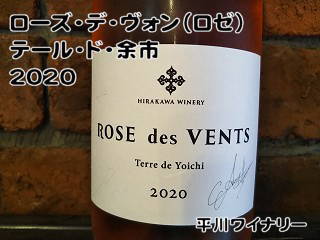 ローズ・デ・ヴォン(ロゼ)
テール・ド・余市
2020
HIRAKAWA WINERY
ROSE des VENTS
Terre de Yoichi
2020
平川ワイナリー